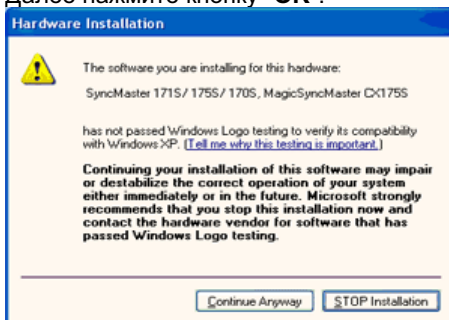 Далее нажмите кнопку "OK".
Hardware Installation
The software you are installing for this hardware:
SyncMaster 171S/ 175S/ 170S, MagicSyncMaster CX175S
has not passed Windows Logo testing to verify its compatibility
with Windows XP. (Tell me why this testing is important.)
Continuing your installation of this software may impair
or destabilize the correct operation of your system
either immediately or in the future. Microsoft strongly
recommends that you stop this installation now and
contact the hardware vendor for software that has
passed Windows Logo testing.
Continue Anyway
STOP Installation